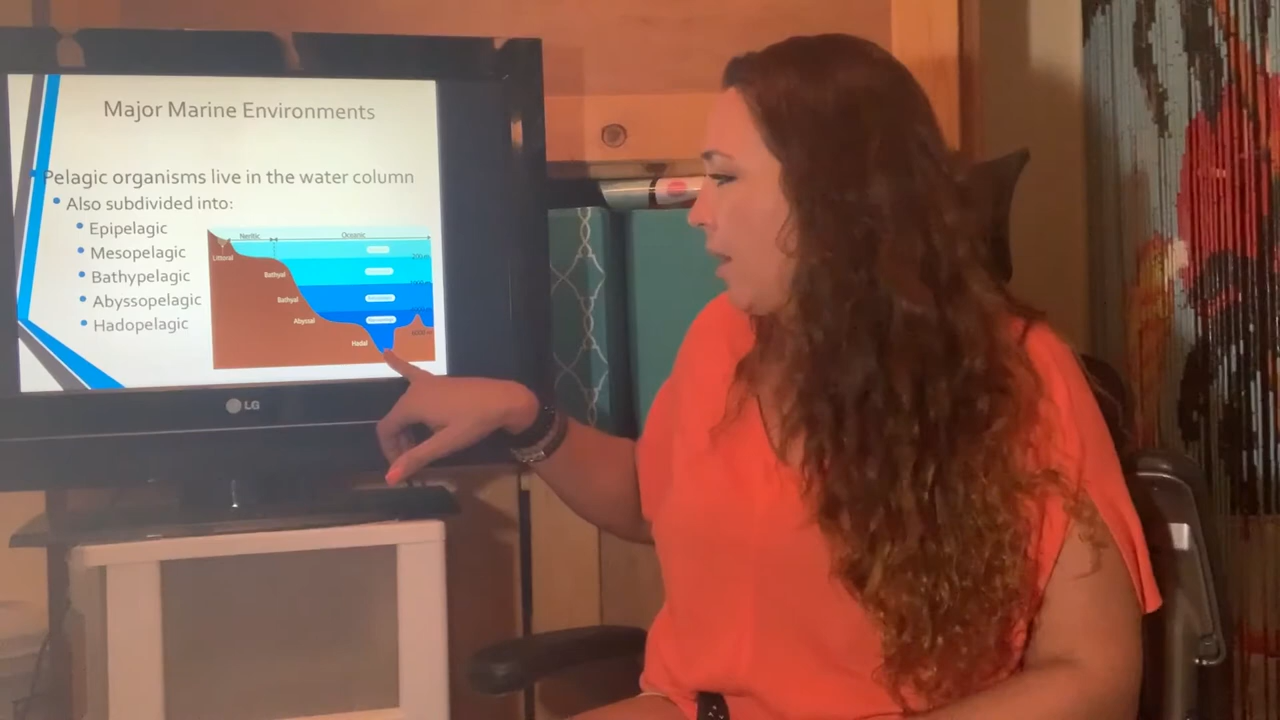 Major Marine Environments
Pelagic organisms live in the water column
Also subdivided into:
Epipelagic
Mesopelagic
Bathypelagic
Abyssopelagic
Hadopelagic
Neritic
Oceanic
Littoral
Bathyal
Bathyal
Abyssal
Hadal
LG